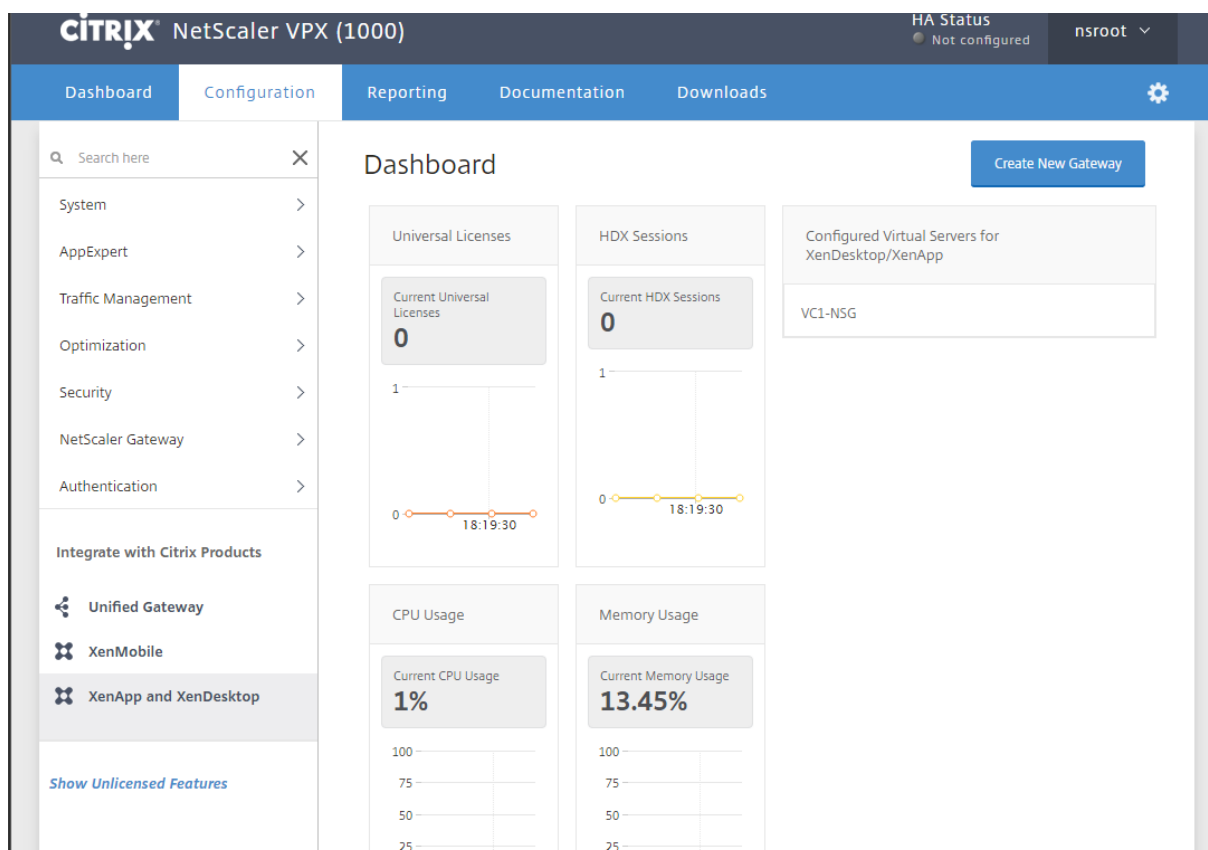 CİTRIX® NetScaler VPX (1000)
HA Status
Not configured
nsroot
Dashboard
Configuration
Reporting
Documentation
Downloads
Search here
System
AppExpert
Traffic Management
Optimization
Security
NetScaler Gateway
Authentication
Integrate with Citrix Products
Unified Gateway
XenMobile
XenApp and XenDesktop
Show Unlicensed Features
Dashboard
Create New Gateway
Universal Licenses
Current Universal
Licenses
0
1
0
18:19:30
HDX Sessions
Current HDX Sessions
0
1
0
18:19:30
Configured Virtual Servers for
XenDesktop/XenApp
VC1-NSG
CPU Usage
Current CPU Usage
1%
100
75
50
25
Memory Usage
Current Memory Usage
13.45%
100
75
50
25